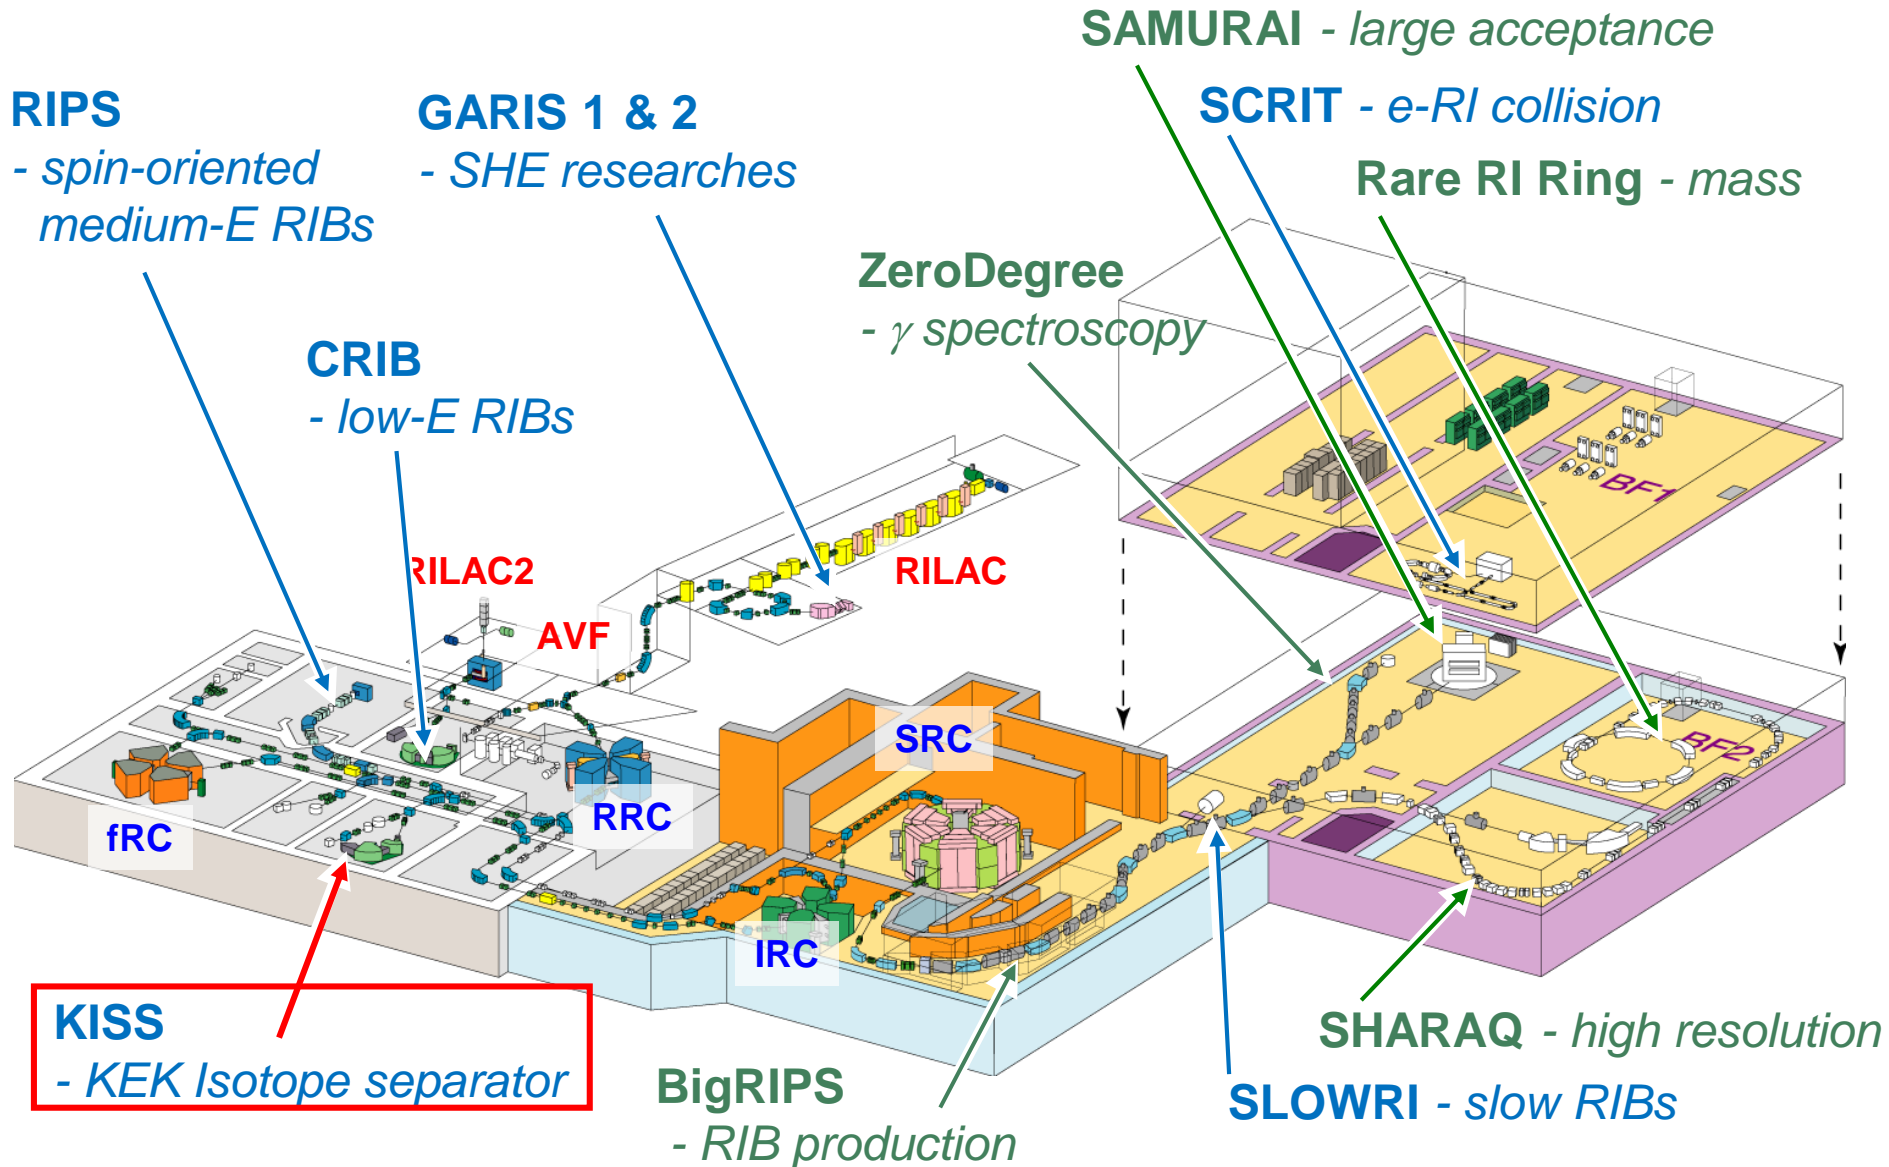 SAMURAI - large acceptance
RIPS
- spin-oriented
medium-E RIBs
GARIS 1 & 2
- SHE researches
SCRIT - e-RI collision
Rare RI Ring - mass
ZeroDegree
- γ spectroscopy
CRIB
- low-E RIBs
BF1
RILAC2
RILAC
AVF
SRC
BF2
RRC
fRC
IRC
KISS
- KEK Isotope separator
BigRIPS
- RIB production
SHARAQ - high resolution
SLOWRI - slow RIBs